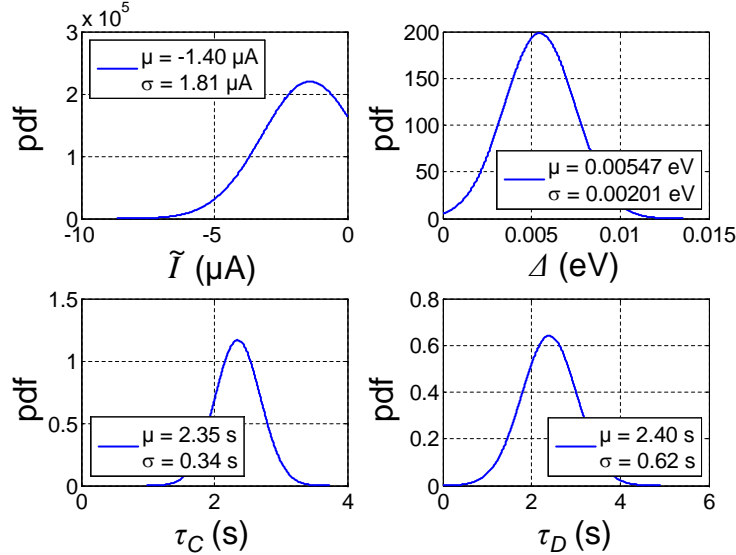 x 10^5
3
2
1
0
pdf
μ = -1.40 μA
σ = 1.81 μA
-10
-5
0
Ĩ (μA)
200
150
100
50
0
pdf
μ = 0.00547 eV
σ = 0.00201 eV
0
0.005
0.01
0.015
Δ (eV)
1.5
1
0.5
0
pdf
μ = 2.35 s
σ = 0.34 s
0
2
4
τ_C (s)
0.8
0.6
0.4
0.2
0
pdf
μ = 2.40 s
σ = 0.62 s
0
2
4
6
τ_D (s)